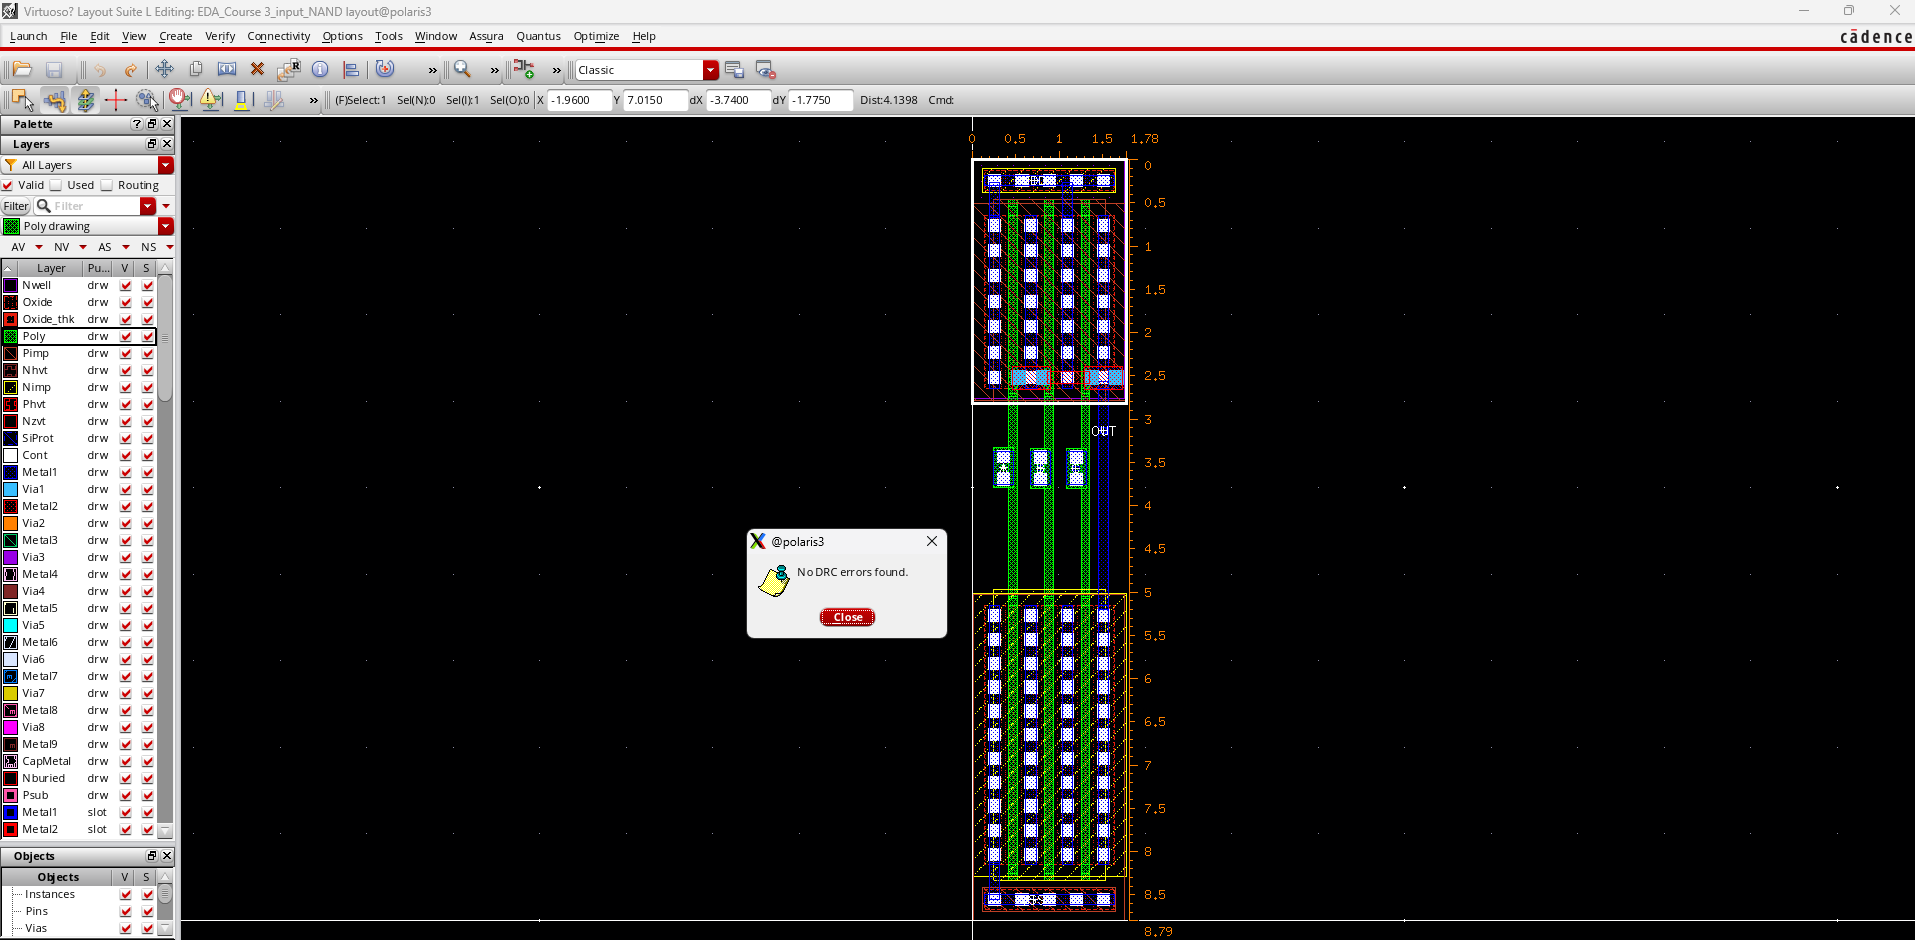 Virtuoso? Layout Suite L Editing: EDA_Course 3_input_NAND layout@polaris3
Launch File Edit View Create Verify Connectivity Options Tools Window Assura Quantus Optimize Help
cādence
» » » Classic
» (F)Select:1 Sel(N):0 Sel(I):1 Sel(O):0 X -1.9600 Y 7.0150 dX -3.7400 dY -1.7750 Dist:4.1398 Cmd:
Palette
Layers
All Layers
Valid Used Routing
Filter Filter
Poly drawing
AV NV AS NS
Layer Pu... V S
Nwell drw
Oxide drw
Oxide_thk drw
Poly drw
Pimp drw
Nhvt drw
Nimp drw
Phvt drw
Nzvt drw
SiProt drw
Cont drw
Metal1 drw
Via1 drw
Metal2 drw
Via2 drw
Metal3 drw
Via3 drw
Metal4 drw
Via4 drw
Metal5 drw
Via5 drw
Metal6 drw
Via6 drw
Metal7 drw
Via7 drw
Metal8 drw
Via8 drw
Metal9 drw
CapMetal drw
Nburied drw
Psub drw
Metal1 slot
Metal2 slot
Objects
Objects V S
Instances
Pins
Vias
0 0.5 1 1.5 1.78
0
0.5
1
1.5
2
2.5
3
OUT
3.5
4
4.5
5
5.5
6
6.5
7
7.5
8
8.5
8.79
@polaris3
No DRC errors found.
Close